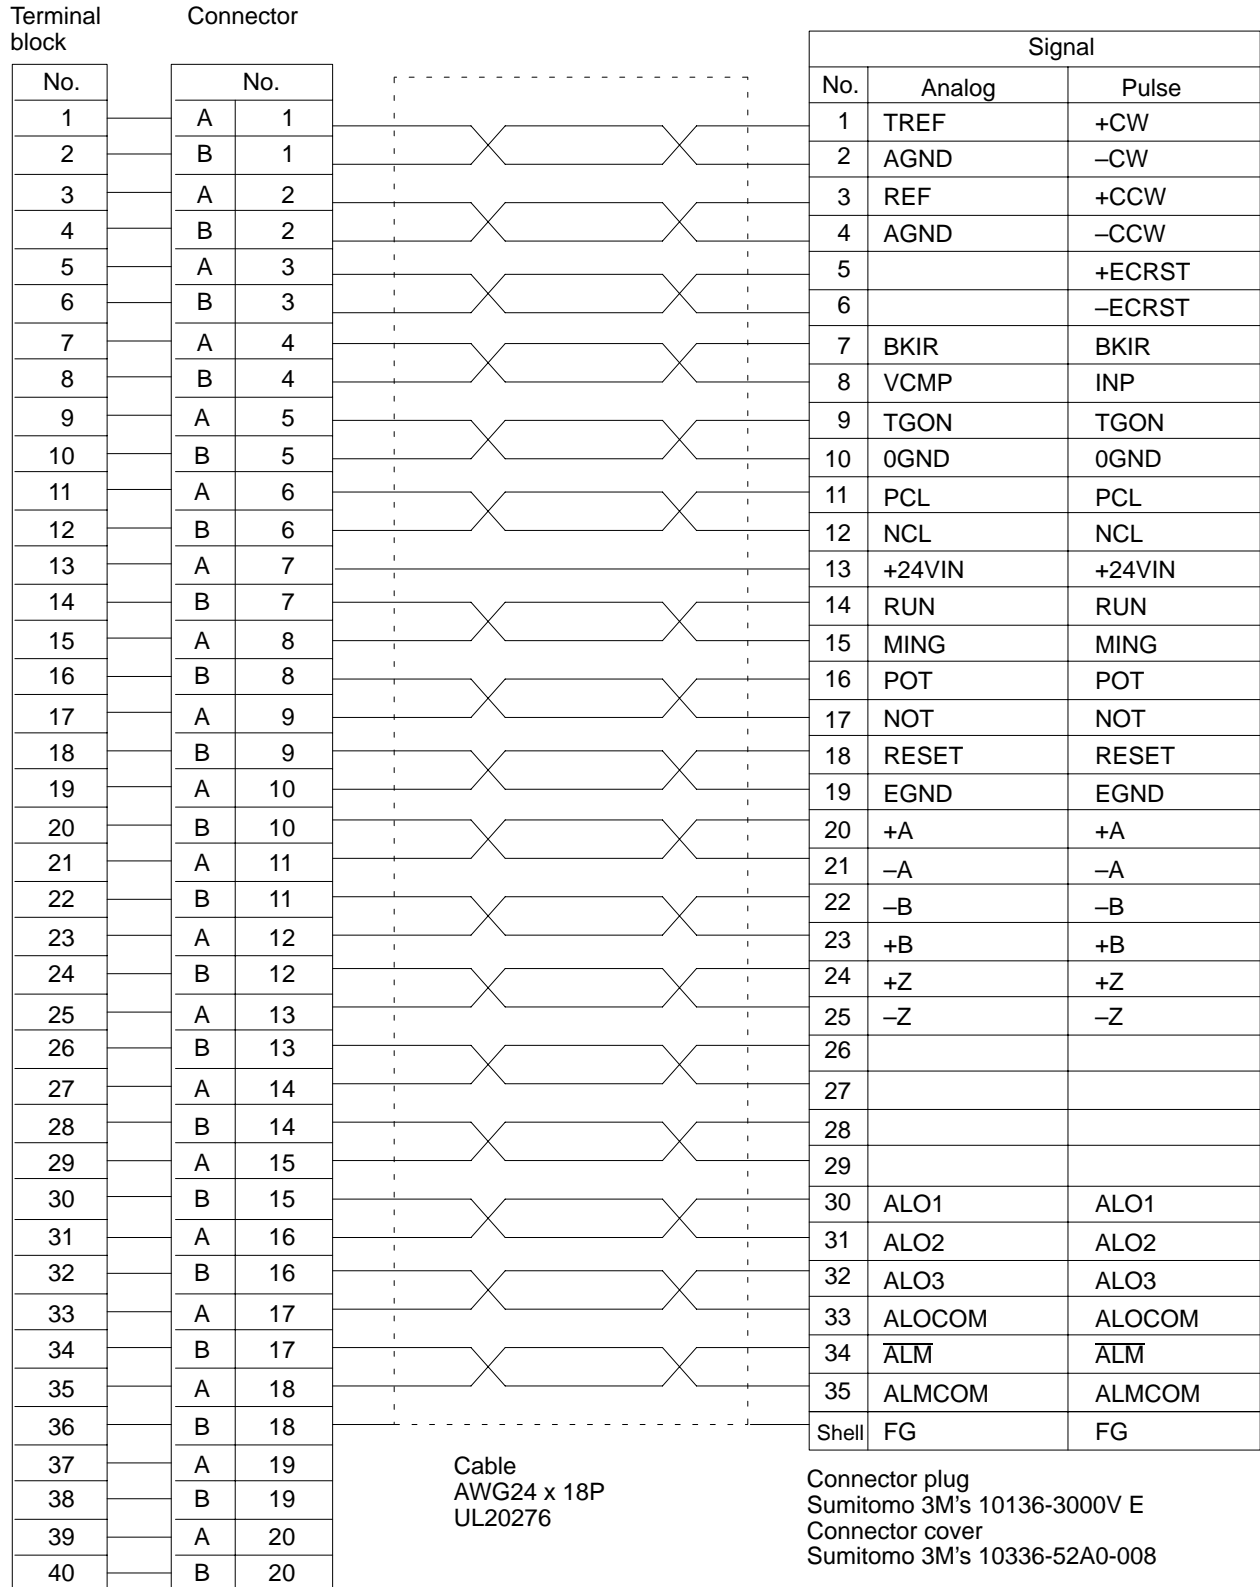 Terminal block Connector
Signal
No. No. No. Analog Pulse
1 A 1 1 TREF +CW
2 B 1 2 AGND –CW
3 A 2 3 REF +CCW
4 B 2 4 AGND –CCW
5 A 3 5 +ECRST
6 B 3 6 –ECRST
7 A 4 7 BKIR BKIR
8 B 4 8 VCMP INP
9 A 5 9 TGON TGON
10 B 5 10 0GND 0GND
11 A 6 11 PCL PCL
12 B 6 12 NCL NCL
13 A 7 13 +24VIN +24VIN
14 B 7 14 RUN RUN
15 A 8 15 MING MING
16 B 8 16 POT POT
17 A 9 17 NOT NOT
18 B 9 18 RESET RESET
19 A 10 19 EGND EGND
20 B 10 20 +A +A
21 A 11 21 –A –A
22 B 11 22 –B –B
23 A 12 23 +B +B
24 B 12 24 +Z +Z
25 A 13 25 –Z –Z
26 B 13 26
27 A 14 27
28 B 14 28
29 A 15 29
30 B 15 30 ALO1 ALO1
31 A 16 31 ALO2 ALO2
32 B 16 32 ALO3 ALO3
33 A 17 33 ALOCOM ALOCOM
34 B 17 34 A̅L̅M̅ A̅L̅M̅
35 A 18 35 ALMCOM ALMCOM
36 B 18 Shell FG FG
37 A 19
38 B 19
39 A 20
40 B 20
Cable
AWG24 x 18P
UL20276
Connector plug
Sumitomo 3M’s 10136-3000V E
Connector cover
Sumitomo 3M’s 10336-52A0-008